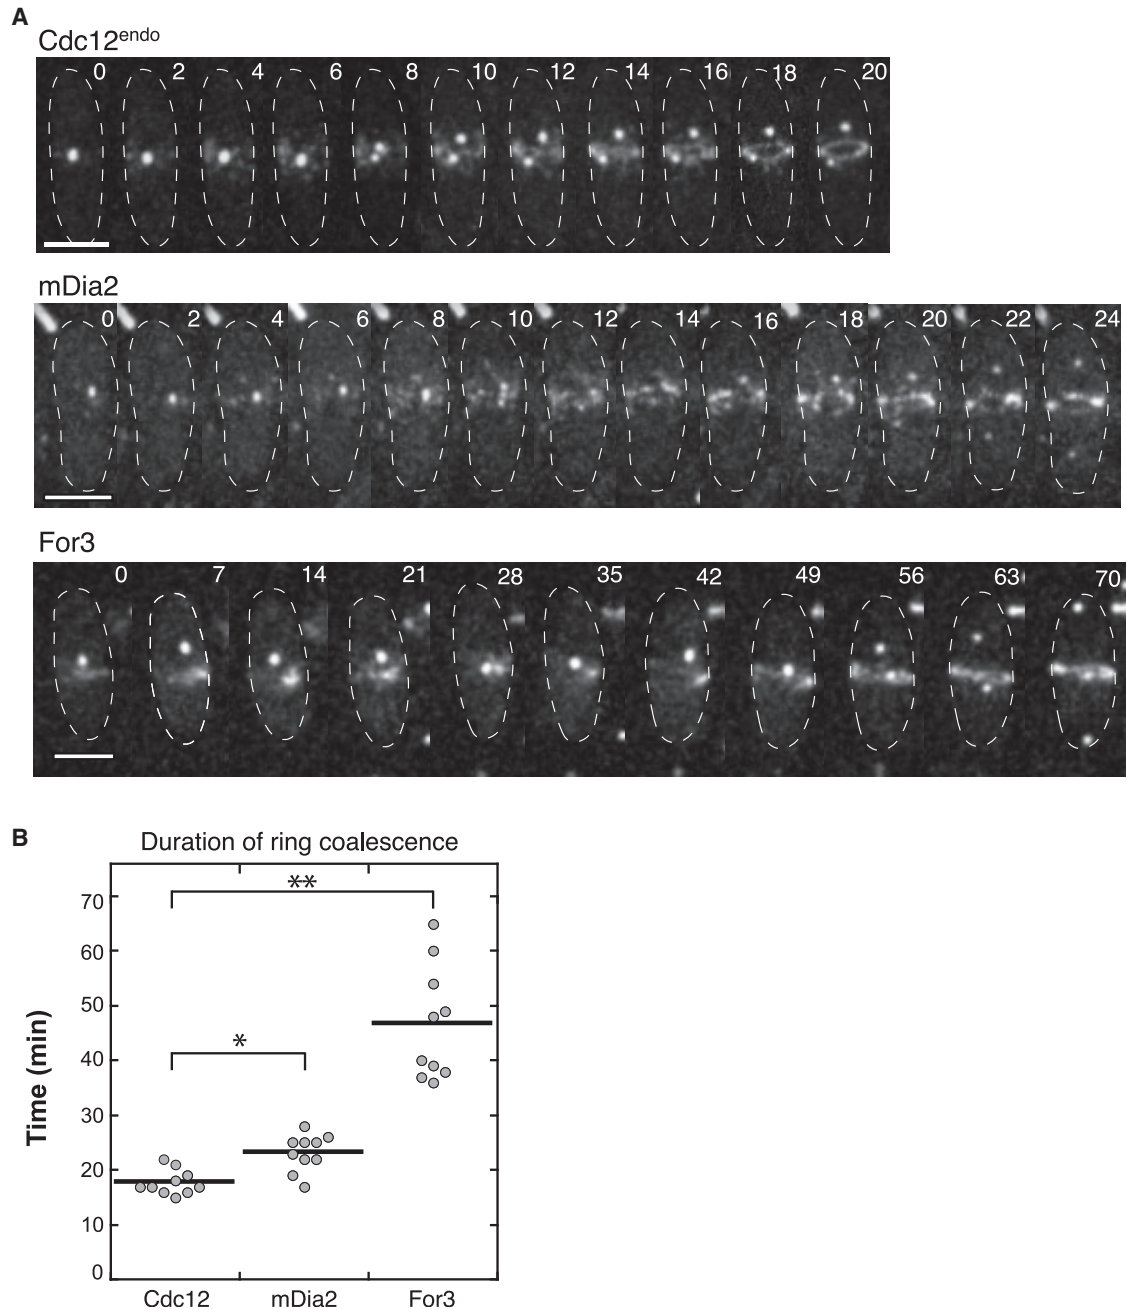 A
Cdc12endo
0 2 4 6 8 10 12 14 16 18 20
mDia2
0 2 4 6 8 10 12 14 16 18 20 22 24
For3
0 7 14 21 28 35 42 49 56 63 70
B
Duration of ring coalescence
**
*
70
60
50
40
30
20
10
0
Time (min)
Cdc12 mDia2 For3